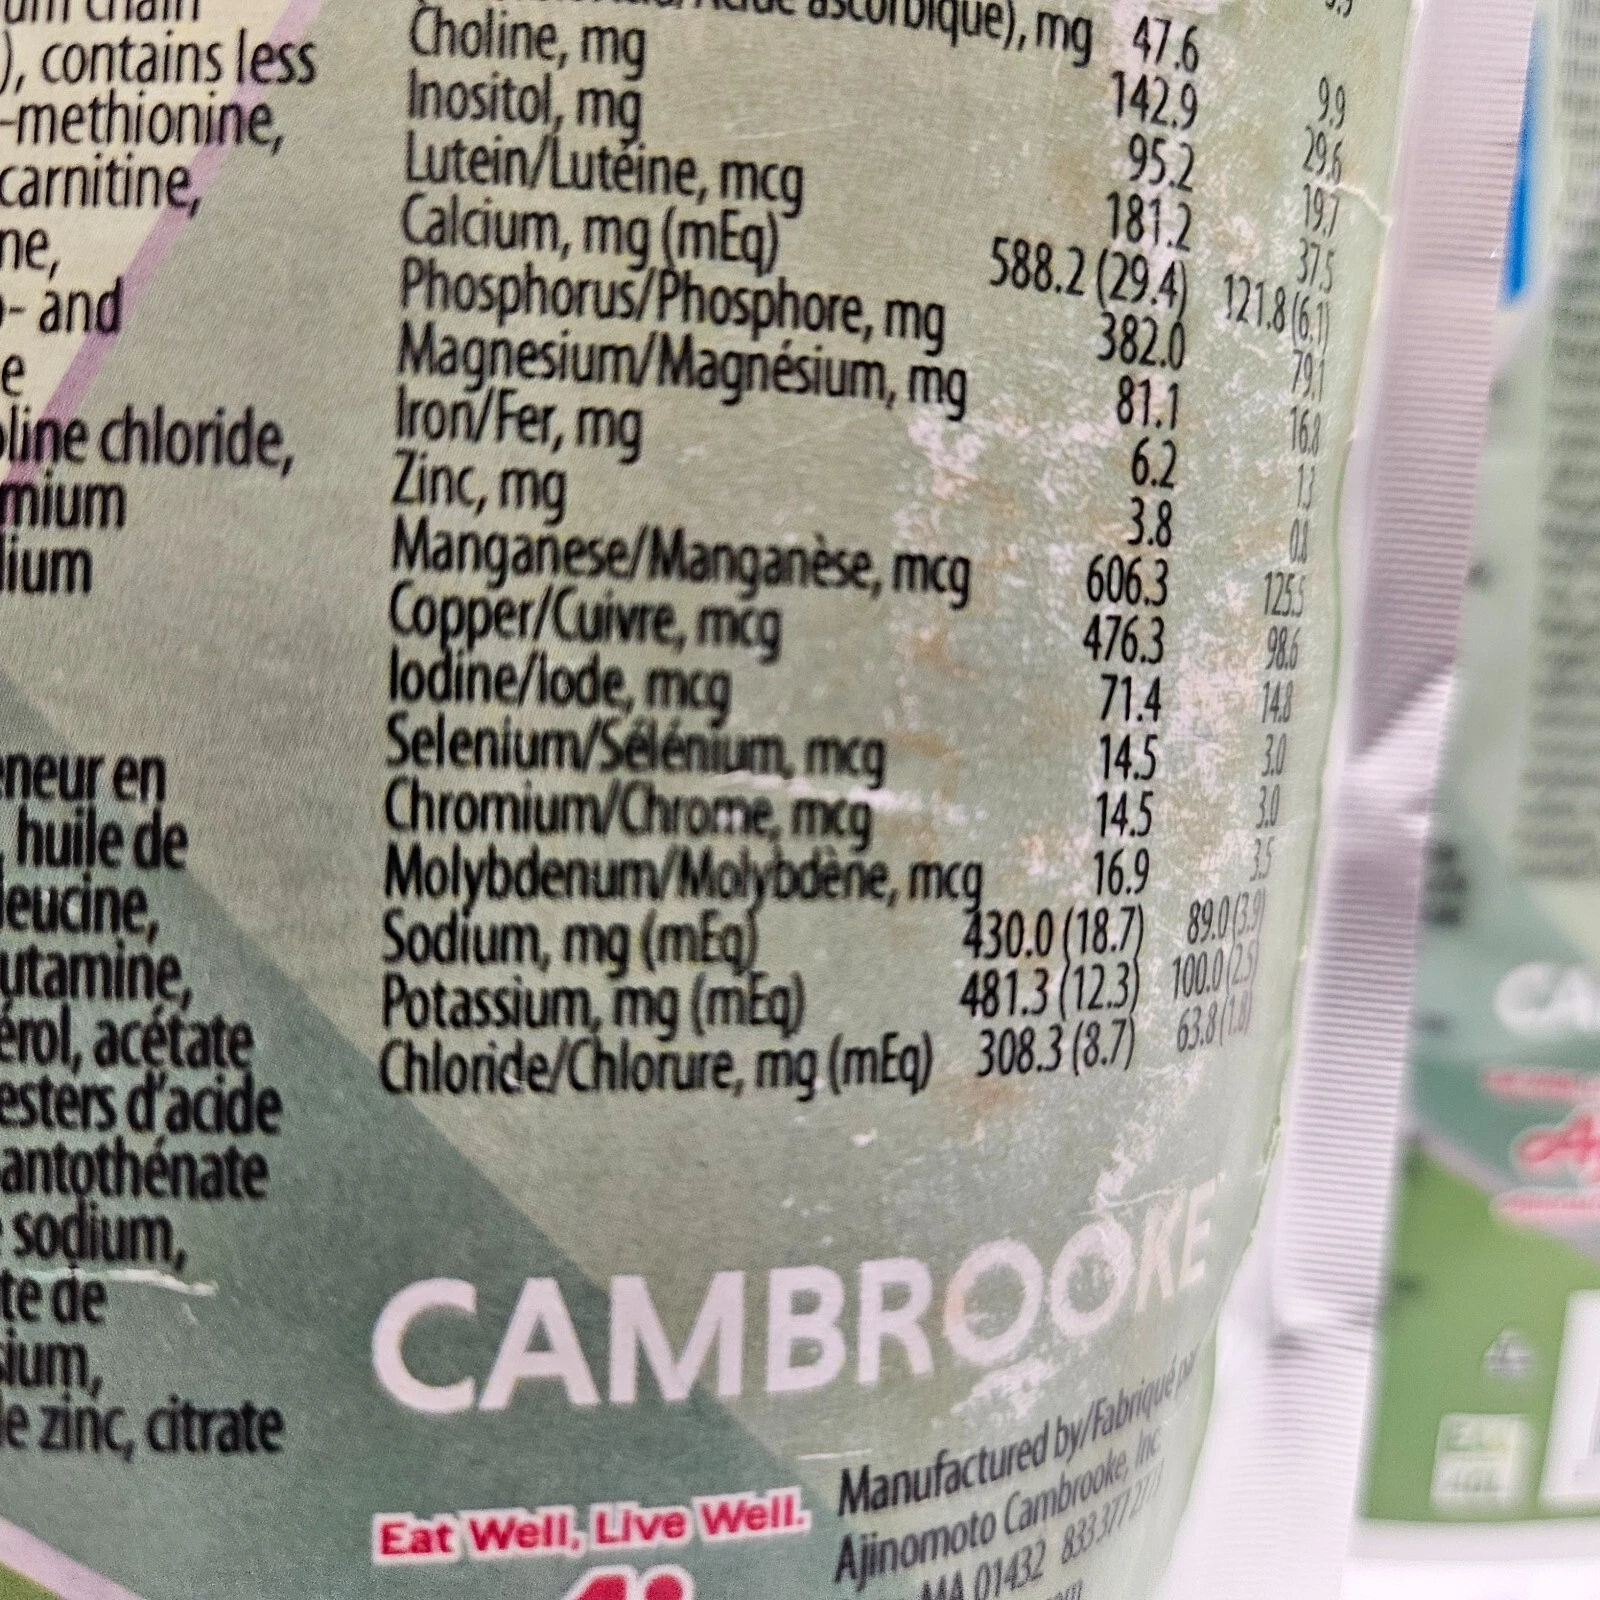 contains less
-methionine,
carnitine,
ne,
- and
e
oline chloride,
mium
lium
eneur en
huile de
leucine,
utamine,
érol, acétate
esters d'acide
antothénate
sodium,
te de
sium,
le zinc, citrate
ascorbique), mg 47.6 9.9
Choline, mg 142.9 29.6
Inositol, mg 95.2 19.7
Lutein/Lutéine, mcg 181.2 37.5
Calcium, mg (mEq) 588.2 (29.4) 121.8 (6.1)
Phosphorus/Phosphore, mg 382.0 79.1
Magnesium/Magnésium, mg 81.1 16.8
Iron/Fer, mg 6.2 1.3
Zinc, mg 3.8 0.8
Manganese/Manganèse, mcg 606.3 125.5
Copper/Cuivre, mcg 476.3 98.6
Iodine/Iode, mcg 71.4 14.8
Selenium/Sélénium, mcg 14.5 3.0
Chromium/Chrome, mcg 14.5 3.0
Molybdenum/Molybdène, mcg 16.9 3.5
Sodium, mg (mEq) 430.0 (18.7) 89.0 (3.9)
Potassium, mg (mEq) 481.3 (12.3) 100.0 (2.5)
Chloride/Chlorure, mg (mEq) 308.3 (8.7) 63.8 (1.8)
CAMBROOKE
Eat Well, Live Well.
Manufactured by/Fabriqué par
Ajinomoto Cambrooke, Inc.
MA 01432 833 377 27